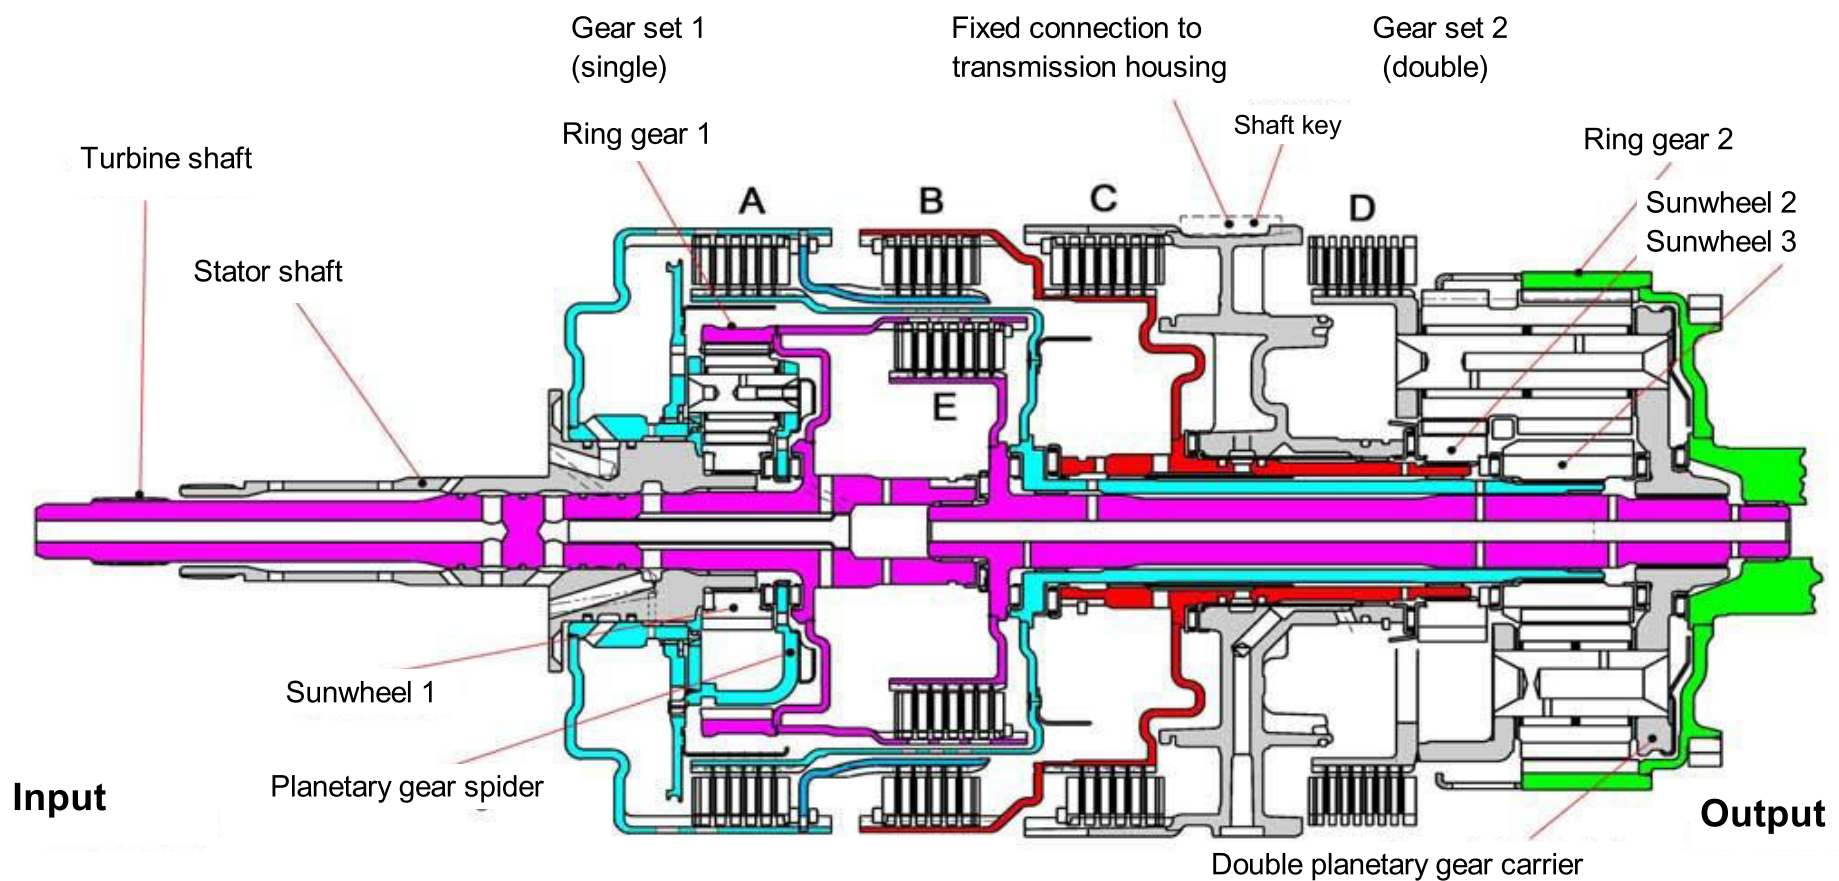 Gear set 1
(single)
Fixed connection to
transmission housing
Gear set 2
(double)
Shaft key
Ring gear 1
Ring gear 2
Turbine shaft
A
B
C
D
Sunwheel 2
Sunwheel 3
Stator shaft
E
Sunwheel 1
Planetary gear spider
Input
Output
Double planetary gear carrier